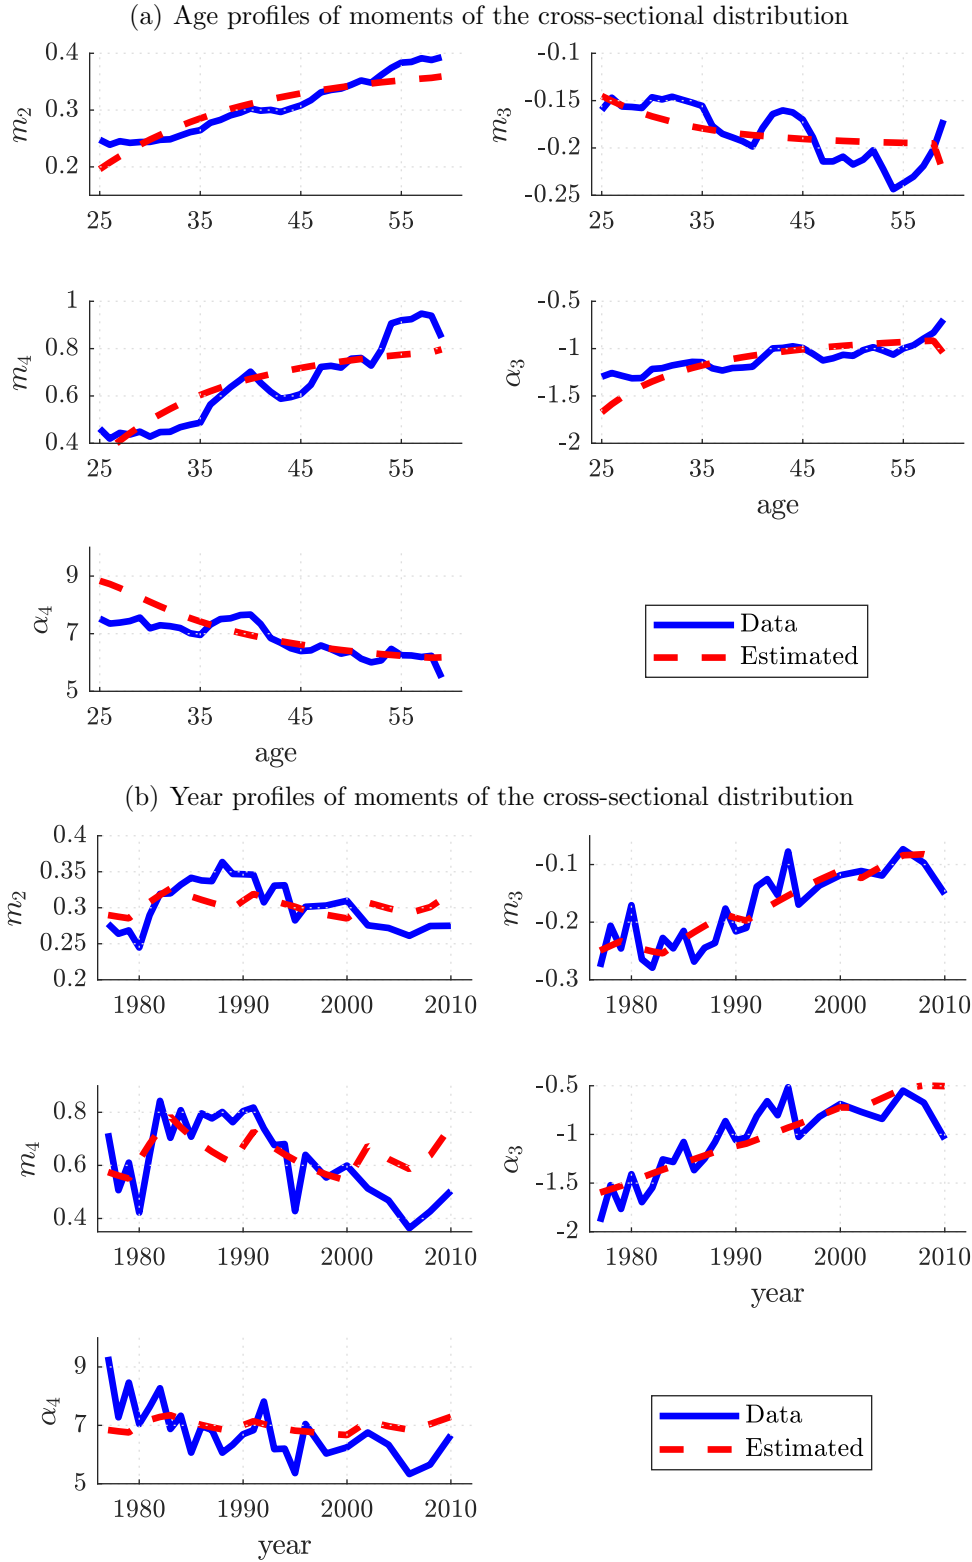 (a) Age profiles of moments of the cross-sectional distribution
0.4
0.3
0.2
m₂
25 35 45 55
-0.1
-0.15
-0.2
-0.25
m₃
25 35 45 55
1
0.8
0.6
0.4
m₄
25 35 45 55
-0.5
-1
-1.5
-2
α₃
25 35 45 55
age
9
7
5
α₄
25 35 45 55
age
Data
Estimated
(b) Year profiles of moments of the cross-sectional distribution
0.4
0.35
0.3
0.25
0.2
m₂
1980 1990 2000 2010
-0.1
-0.2
-0.3
m₃
1980 1990 2000 2010
0.8
0.6
0.4
m₄
1980 1990 2000 2010
-0.5
-1
-1.5
-2
α₃
1980 1990 2000 2010
year
9
7
5
α₄
1980 1990 2000 2010
year
Data
Estimated